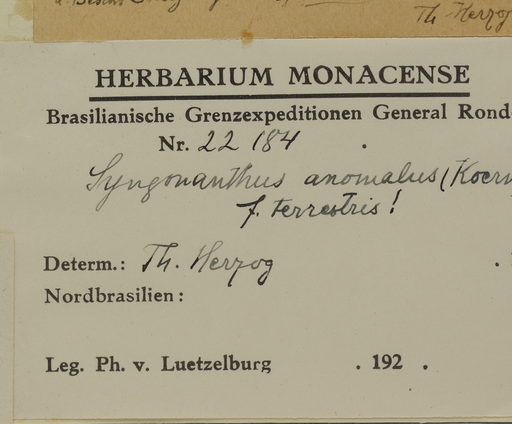 Th. Herzog
HERBARIUM MONACENSE
Brasilianische Grenzexpeditionen General Rond
Nr. 22 184
Syngonanthus anomalus (Koern
f. terrestris!
Determ.: Th. Herzog
Nordbrasilien:
Leg. Ph. v. Luetzelburg . 192 .